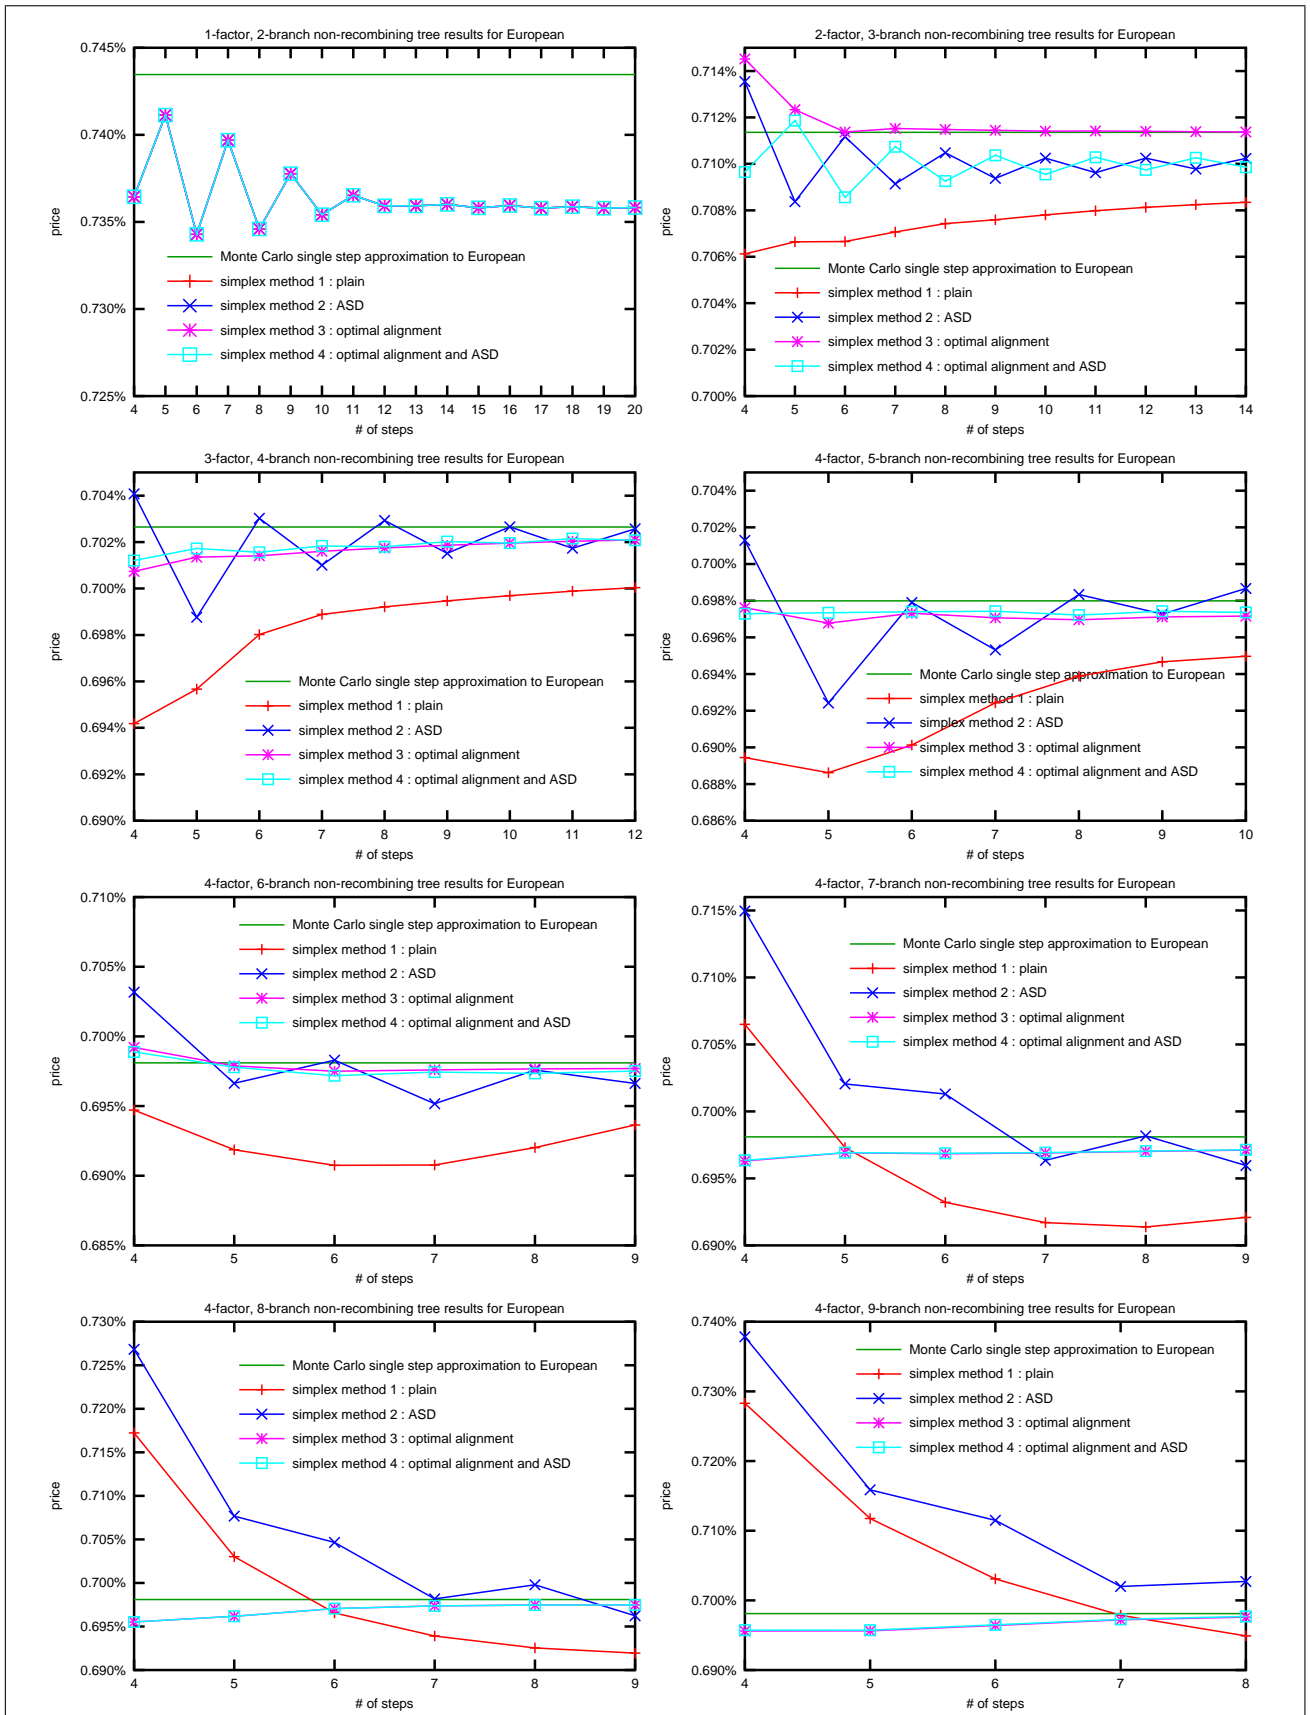 1-factor, 2-branch non-recombining tree results for European
0.745%
0.740%
0.735%
0.730%
0.725%
price
Monte Carlo single step approximation to European
simplex method 1 : plain
simplex method 2 : ASD
simplex method 3 : optimal alignment
simplex method 4 : optimal alignment and ASD
4 5 6 7 8 9 10 11 12 13 14 15 16 17 18 19 20
# of steps
2-factor, 3-branch non-recombining tree results for European
0.714%
0.712%
0.710%
0.708%
0.706%
0.704%
0.702%
0.700%
price
Monte Carlo single step approximation to European
simplex method 1 : plain
simplex method 2 : ASD
simplex method 3 : optimal alignment
simplex method 4 : optimal alignment and ASD
4 5 6 7 8 9 10 11 12 13 14
# of steps
3-factor, 4-branch non-recombining tree results for European
0.704%
0.702%
0.700%
0.698%
0.696%
0.694%
0.692%
0.690%
price
Monte Carlo single step approximation to European
simplex method 1 : plain
simplex method 2 : ASD
simplex method 3 : optimal alignment
simplex method 4 : optimal alignment and ASD
4 5 6 7 8 9 10 11 12
# of steps
4-factor, 5-branch non-recombining tree results for European
0.704%
0.702%
0.700%
0.698%
0.696%
0.694%
0.692%
0.690%
0.688%
0.686%
price
Monte Carlo single step approximation to European
simplex method 1 : plain
simplex method 2 : ASD
simplex method 3 : optimal alignment
simplex method 4 : optimal alignment and ASD
4 5 6 7 8 9 10
# of steps
4-factor, 6-branch non-recombining tree results for European
0.710%
0.705%
0.700%
0.695%
0.690%
0.685%
price
Monte Carlo single step approximation to European
simplex method 1 : plain
simplex method 2 : ASD
simplex method 3 : optimal alignment
simplex method 4 : optimal alignment and ASD
4 5 6 7 8 9
# of steps
4-factor, 7-branch non-recombining tree results for European
0.715%
0.710%
0.705%
0.700%
0.695%
0.690%
price
Monte Carlo single step approximation to European
simplex method 1 : plain
simplex method 2 : ASD
simplex method 3 : optimal alignment
simplex method 4 : optimal alignment and ASD
4 5 6 7 8 9
# of steps
4-factor, 8-branch non-recombining tree results for European
0.730%
0.725%
0.720%
0.715%
0.710%
0.705%
0.700%
0.695%
0.690%
price
Monte Carlo single step approximation to European
simplex method 1 : plain
simplex method 2 : ASD
simplex method 3 : optimal alignment
simplex method 4 : optimal alignment and ASD
4 5 6 7 8 9
# of steps
4-factor, 9-branch non-recombining tree results for European
0.740%
0.730%
0.720%
0.710%
0.700%
0.690%
price
Monte Carlo single step approximation to European
simplex method 1 : plain
simplex method 2 : ASD
simplex method 3 : optimal alignment
simplex method 4 : optimal alignment and ASD
4 5 6 7 8
# of steps